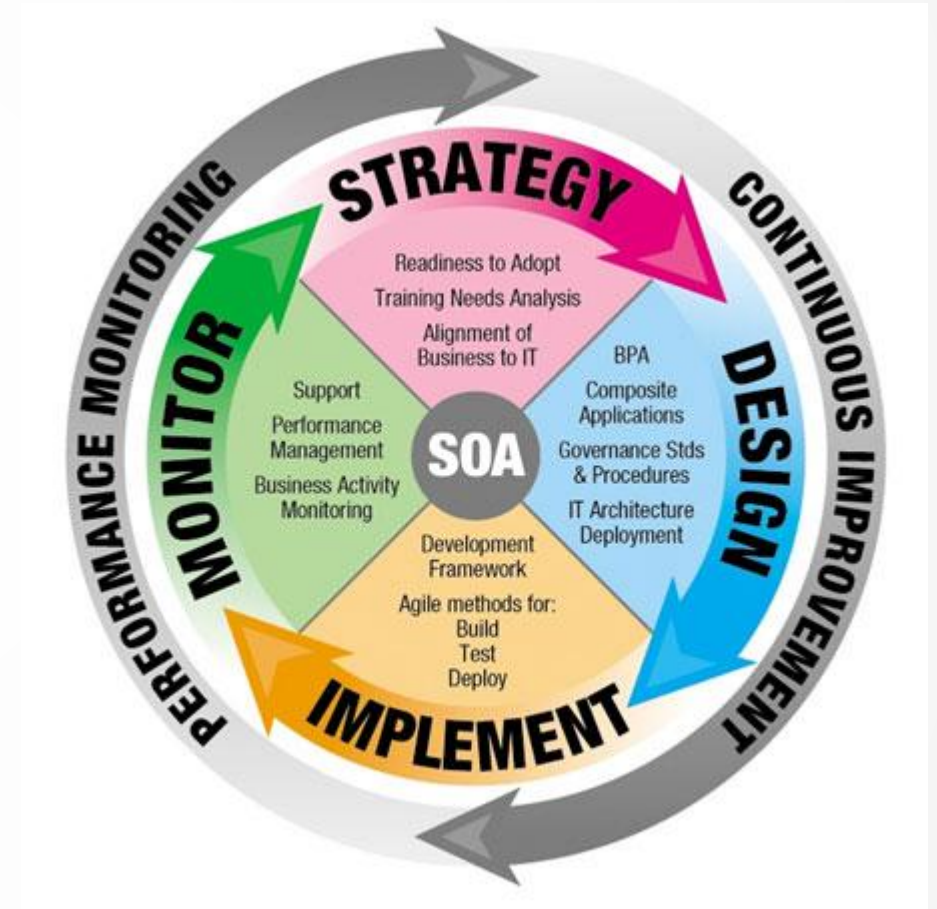 STRATEGY
Readiness to Adopt
Training Needs Analysis
Alignment of
Business to IT
DESIGN
BPA
Composite
Applications
Governance Stds
& Procedures
IT Architecture
Deployment
IMPLEMENT
Development
Framework
Agile methods for:
Build
Test
Deploy
MONITOR
Support
Performance
Management
Business Activity
Monitoring
SOA
PERFORMANCE MONITORING
CONTINUOUS IMPROVEMENT